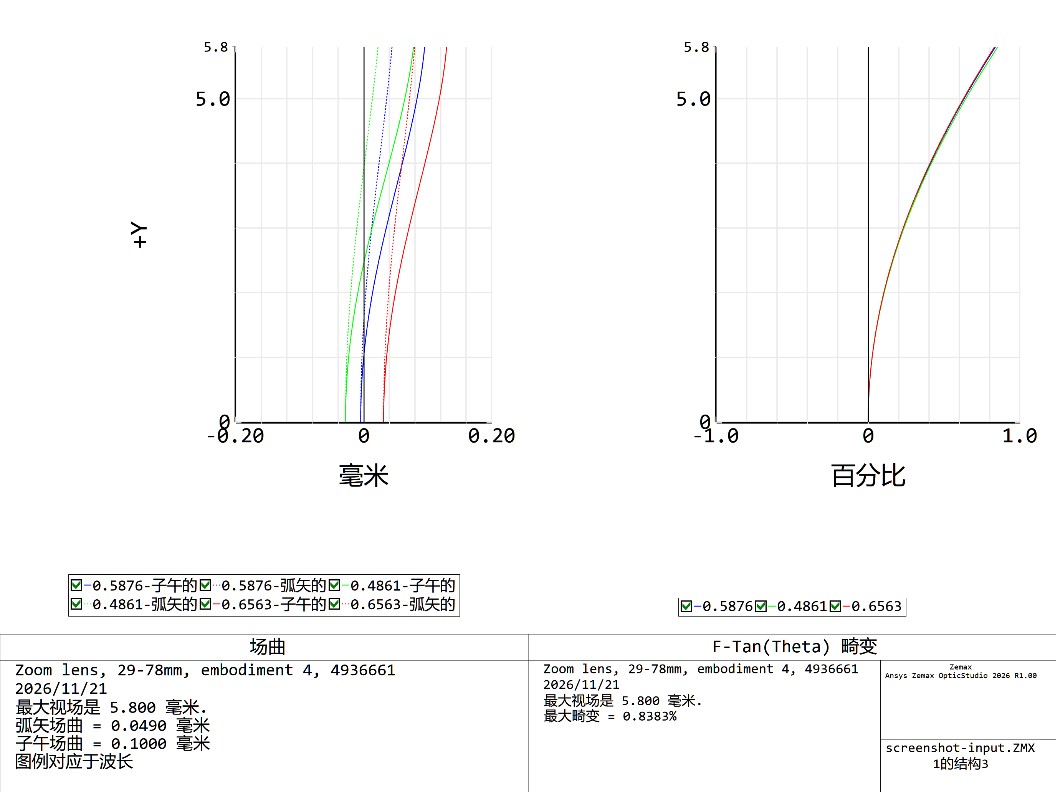 5.8
5.0
+Y
0
-0.20 0 0.20
毫米
5.8
5.0
0
-1.0 0 1.0
百分比
0.5876-子午的 0.5876-弧矢的 0.4861-子午的
0.4861-弧矢的 0.6563-子午的 0.6563-弧矢的
0.5876 0.4861 0.6563
场曲
Zoom lens, 29-78mm, embodiment 4, 4936661
2026/11/21
最大视场是 5.800 毫米.
弧矢场曲 = 0.0490 毫米
子午场曲 = 0.1000 毫米
图例对应于波长
F-Tan(Theta) 畸变
Zoom lens, 29-78mm, embodiment 4, 4936661
2026/11/21
最大视场是 5.800 毫米.
最大畸变 = 0.8383%
Zemax
Ansys Zemax OpticStudio 2026 R1.00
screenshot-input.ZMX
1的结构3